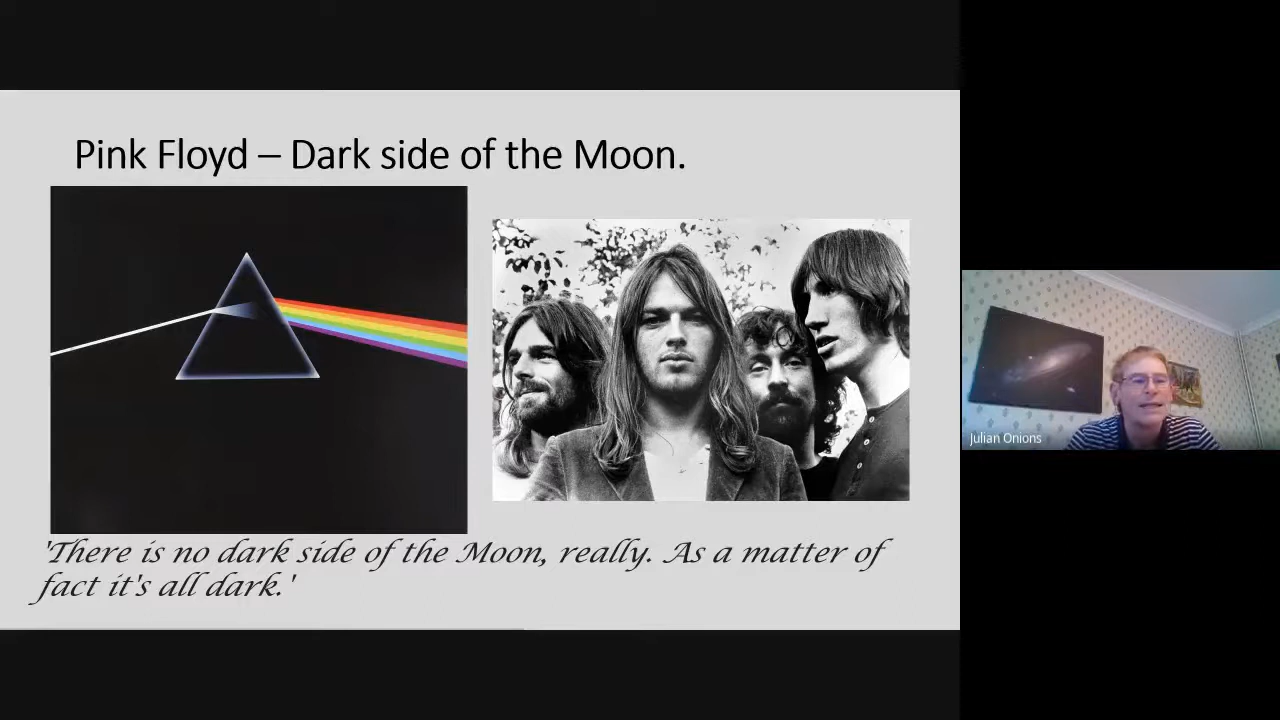 Pink Floyd – Dark side of the Moon.
'There is no dark side of the Moon, really. As a matter of
fact it's all dark.'
Julian Onions